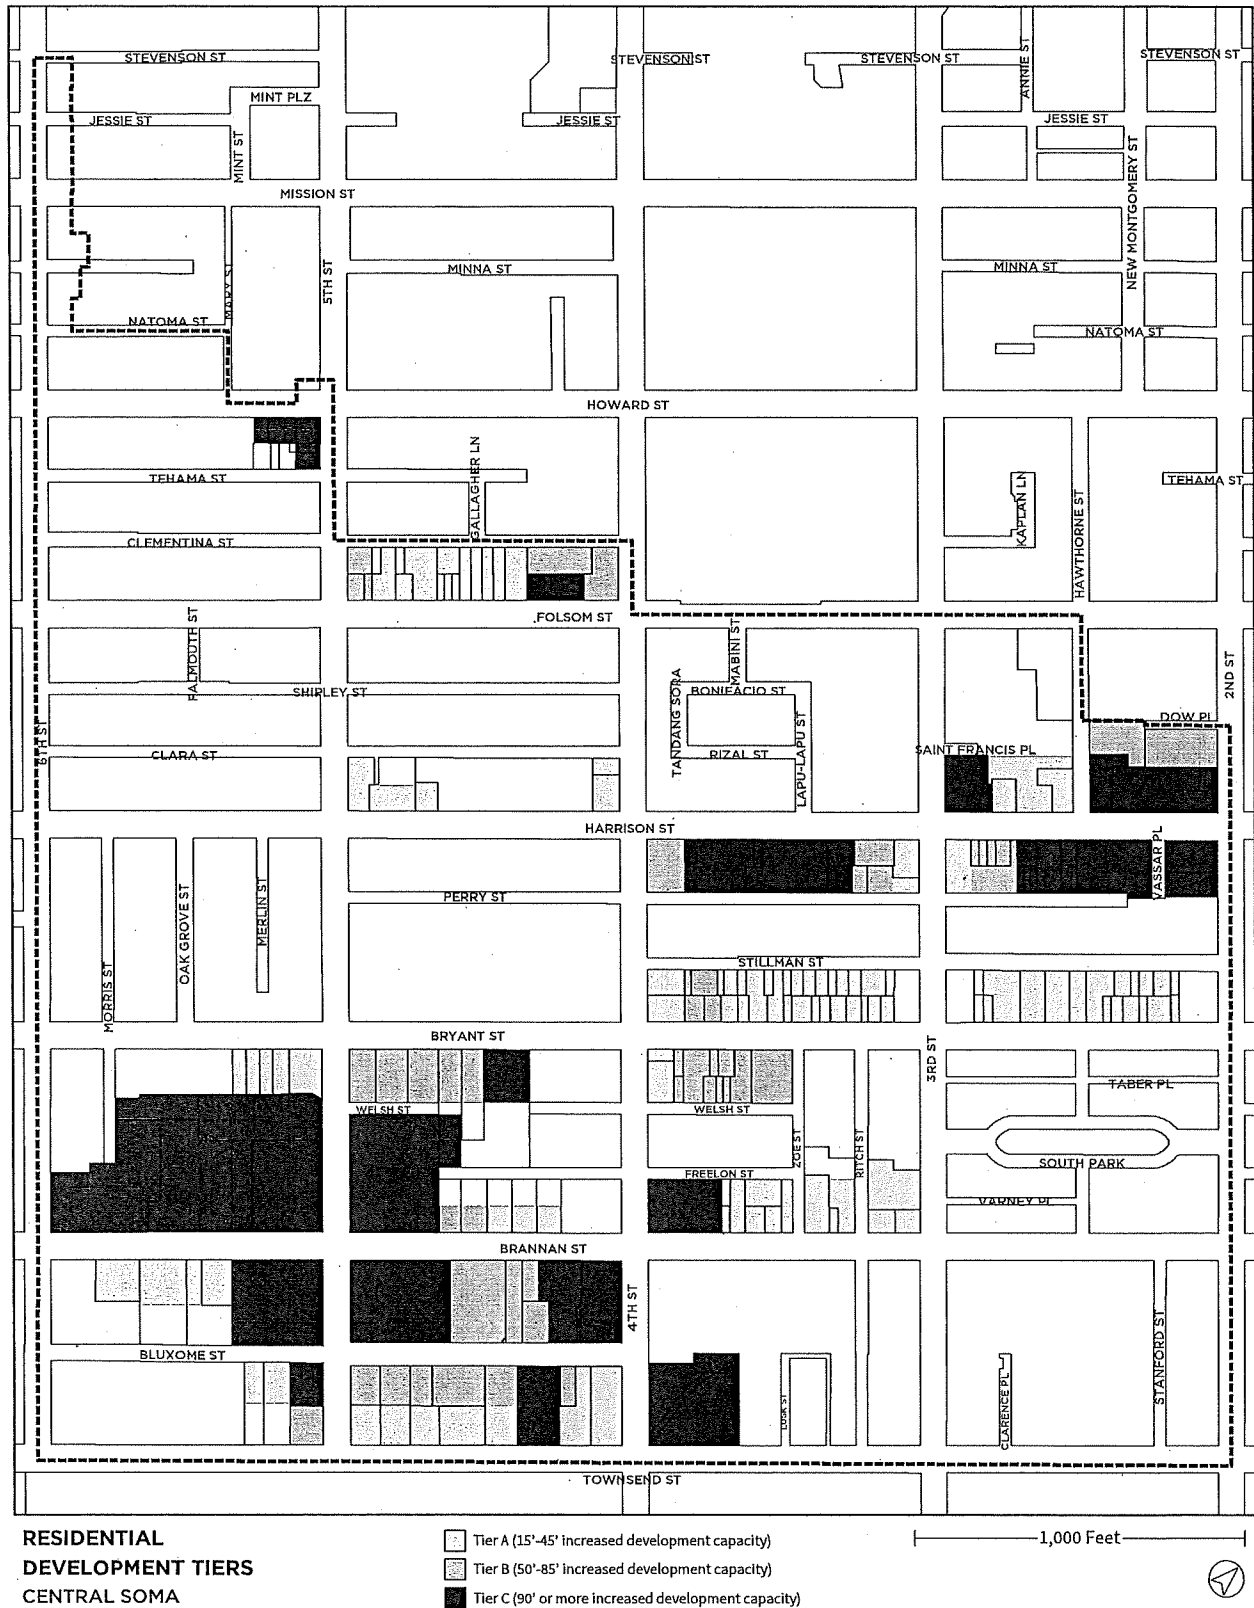 STEVENSON ST
STEVENSON ST
STEVENSON ST
STEVENSON ST
ANNIE ST
MINT PLZ
JESSIE ST
JESSIE ST
JESSIE ST
MINT ST
NEW MONTGOMERY ST
MISSION ST
MINNA ST
MINNA ST
MARY ST
5TH ST
NATOMA ST
NATOMA ST
HOWARD ST
GALLAGHER LN
KAPLAN LN
HAWTHORNE ST
TEHAMA ST
TEHAMA ST
CLEMENTINA ST
FOLSOM ST
FALMOUTH ST
MABINI ST
2ND ST
SHIPLEY ST
TANDANG SORA
BONIFACIO ST
LAPU-LAPU ST
DOW PL
6TH ST
CLARA ST
RIZAL ST
SAINT FRANCIS PL
HARRISON ST
VASSAR PL
PERRY ST
OAK GROVE ST
MERLIN ST
MORRIS ST
STILLMAN ST
BRYANT ST
3RD ST
TABER PL
WELSH ST
WELSH ST
ZOE ST
RITCH ST
SOUTH PARK
FREELON ST
VARNEY PL
BRANNAN ST
4TH ST
BLUXOME ST
STANFORD ST
LUSK ST
CLARENCE PL
TOWNSEND ST
RESIDENTIAL
DEVELOPMENT TIERS
CENTRAL SOMA
Tier A (15'-45' increased development capacity)
Tier B (50'-85' increased development capacity)
Tier C (90' or more increased development capacity)
1,000 Feet